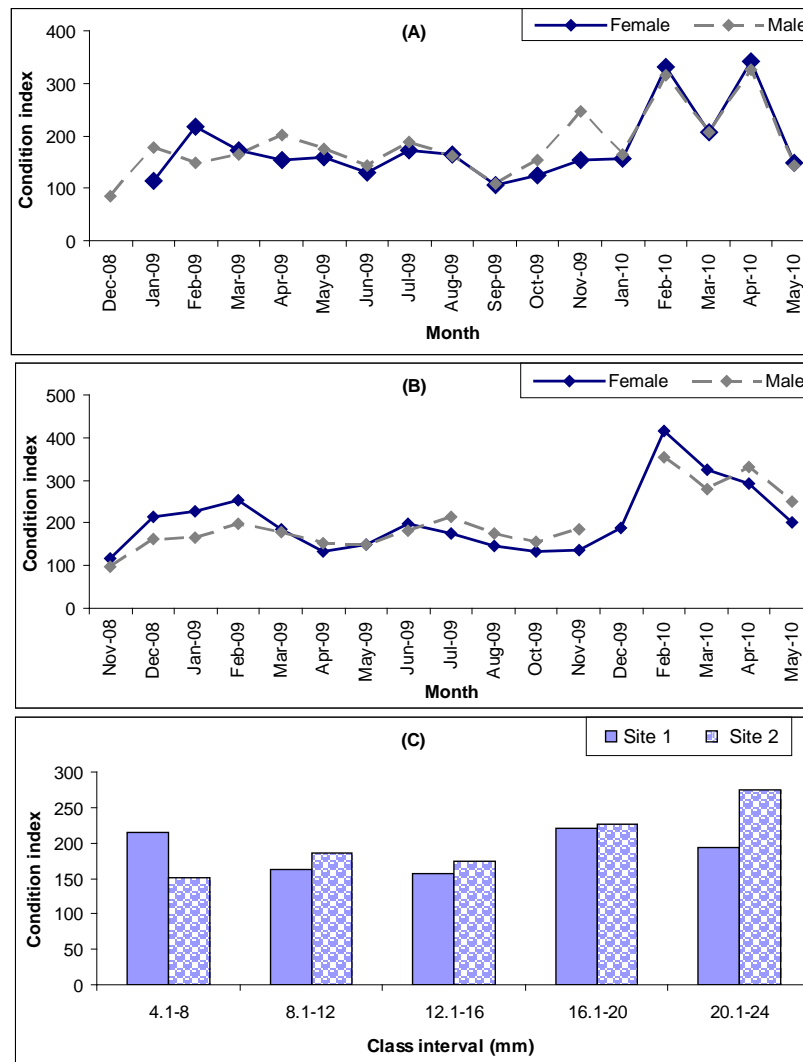 (A)
Female Male
Condition index
400
300
200
100
0
Dec-08 Jan-09 Feb-09 Mar-09 Apr-09 May-09 Jun-09 Jul-09 Aug-09 Sep-09 Oct-09 Nov-09 Jan-10 Feb-10 Mar-10 Apr-10 May-10
Month
(B)
Female Male
Condition index
500
400
300
200
100
0
Nov-08 Dec-08 Jan-09 Feb-09 Mar-09 Apr-09 May-09 Jun-09 Jul-09 Aug-09 Oct-09 Nov-09 Dec-09 Feb-10 Mar-10 Apr-10 May-10
Month
(C)
Site 1 Site 2
Condition index
300
250
200
150
100
50
0
4.1-8 8.1-12 12.1-16 16.1-20 20.1-24
Class interval (mm)